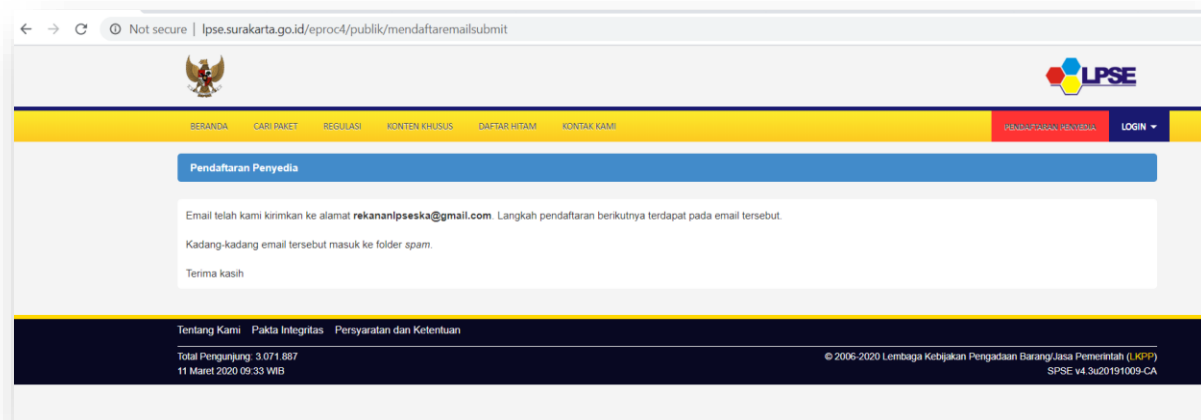 Not secure | lpse.surakarta.go.id/eproc4/publik/mendaftaremailsubmit
LPSE
BERANDA CARI PAKET REGULASI KONTEN KHUSUS DAFTAR HITAM KONTAK KAMI PENDAFTARAN PENYEDIA LOGIN
Pendaftaran Penyedia
Email telah kami kirimkan ke alamat rekananlpseska@gmail.com. Langkah pendaftaran berikutnya terdapat pada email tersebut.
Kadang-kadang email tersebut masuk ke folder spam.
Terima kasih
Tentang Kami Pakta Integritas Persyaratan dan Ketentuan
Total Pengunjung: 3.071.887 © 2006-2020 Lembaga Kebijakan Pengadaan Barang/Jasa Pemerintah (LKPP)
11 Maret 2020 09:33 WIB SPSE v4.3u20191009-CA